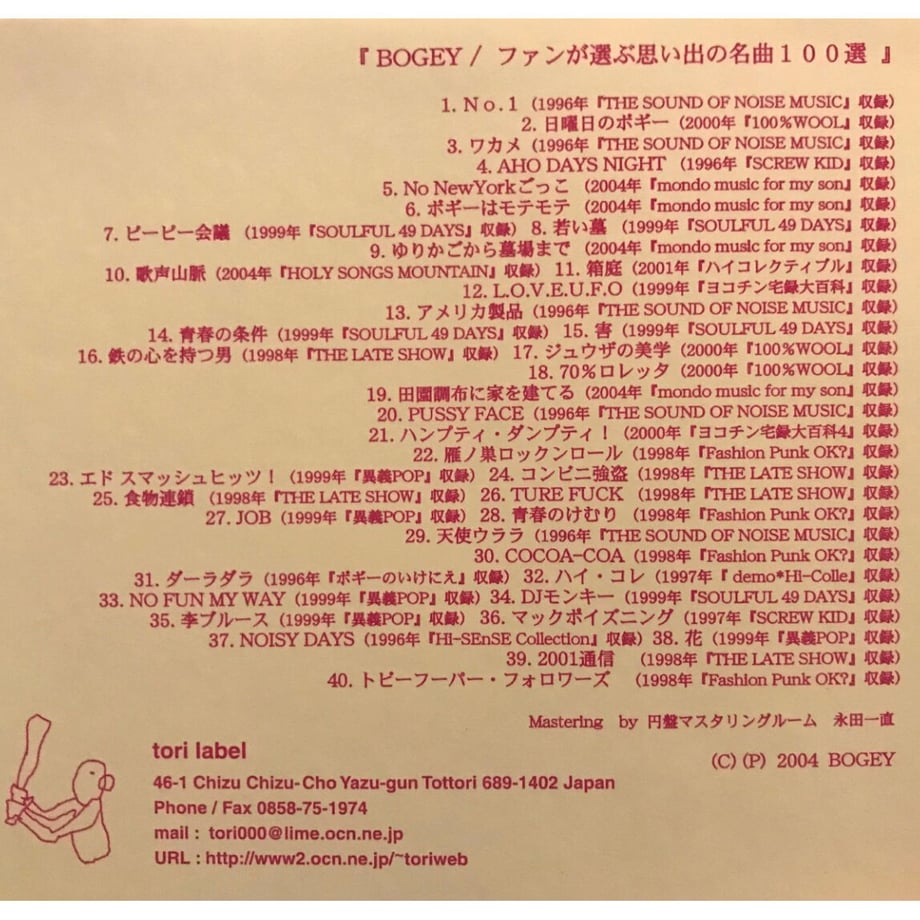 『 BOGEY / ファンが選ぶ思い出の名曲１００選 』
1. No.1 (1996年『THE SOUND OF NOISE MUSIC』収録)
2. 日曜日のボギー (2000年『100%WOOL』収録)
3. ワカメ (1996年『THE SOUND OF NOISE MUSIC』収録)
4. AHO DAYS NIGHT (1996年『SCREW KID』収録)
5. No NewYorkごっこ (2004年『mondo music for my son』収録)
6. ボギーはモテモテ (2004年『mondo music for my son』収録)
7. ピーピー会議 (1999年『SOULFUL 49 DAYS』収録) 8. 若い墓 (1999年『SOULFUL 49 DAYS』収録)
9. ゆりかごから墓場まで (2004年『mondo music for my son』収録)
10. 歌声山脈 (2004年『HOLY SONGS MOUNTAIN』収録) 11. 箱庭 (2001年『ハイコレクティブル』収録)
12. L.O.V.E.U.F.O (1999年『ヨコチン宅録大百科』収録)
13. アメリカ製品 (1996年『THE SOUND OF NOISE MUSIC』収録)
14. 青春の条件 (1999年『SOULFUL 49 DAYS』収録) 15. 害 (1999年『SOULFUL 49 DAYS』収録)
16. 鉄の心を持つ男 (1998年『THE LATE SHOW』収録) 17. ジュウザの美学 (2000年『100%WOOL』収録)
18. 70%ロレッタ (2000年『100%WOOL』収録)
19. 田園調布に家を建てる (2004年『mondo music for my son』収録)
20. PUSSY FACE (1996年『THE SOUND OF NOISE MUSIC』収録)
21. ハンプティ・ダンプティ！ (2000年『ヨコチン宅録大百科4』収録)
22. 雁ノ巣ロックンロール (1998年『Fashion Punk OK?』収録)
23. エド スマッシュヒッツ！ (1999年『異義POP』収録) 24. コンビニ強盗 (1998年『THE LATE SHOW』収録)
25. 食物連鎖 (1998年『THE LATE SHOW』収録) 26. TURE FUCK (1998年『THE LATE SHOW』収録)
27. JOB (1999年『異義POP』収録) 28. 青春のけむり (1998年『Fashion Punk OK?』収録)
29. 天使ウララ (1996年『THE SOUND OF NOISE MUSIC』収録)
30. COCOA-COA (1998年『Fashion Punk OK?』収録)
31. ダーラダラ (1996年『ボギーのいけにえ』収録) 32. ハイ・コレ (1997年『 demo*Hi-Colle』収録)
33. NO FUN MY WAY (1999年『異義POP』収録) 34. DJモンキー (1999年『SOULFUL 49 DAYS』収録)
35. 李ブルース (1999年『異義POP』収録) 36. マックポイズニング (1997年『SCREW KID』収録)
37. NOISY DAYS (1996年『Hi-SEnSE Collection』収録) 38. 花 (1999年『異義POP』収録)
39. 2001通信 (1998年『THE LATE SHOW』収録)
40. トビーフーパー・フォロワーズ (1998年『Fashion Punk OK?』収録)
Mastering by 円盤マスタリングルーム 永田一直
(C) (P) 2004 BOGEY
tori label
46-1 Chizu Chizu-Cho Yazu-gun Tottori 689-1402 Japan
Phone / Fax 0858-75-1974
mail : tori000@lime.ocn.ne.jp
URL : http://www2.ocn.ne.jp/~toriweb